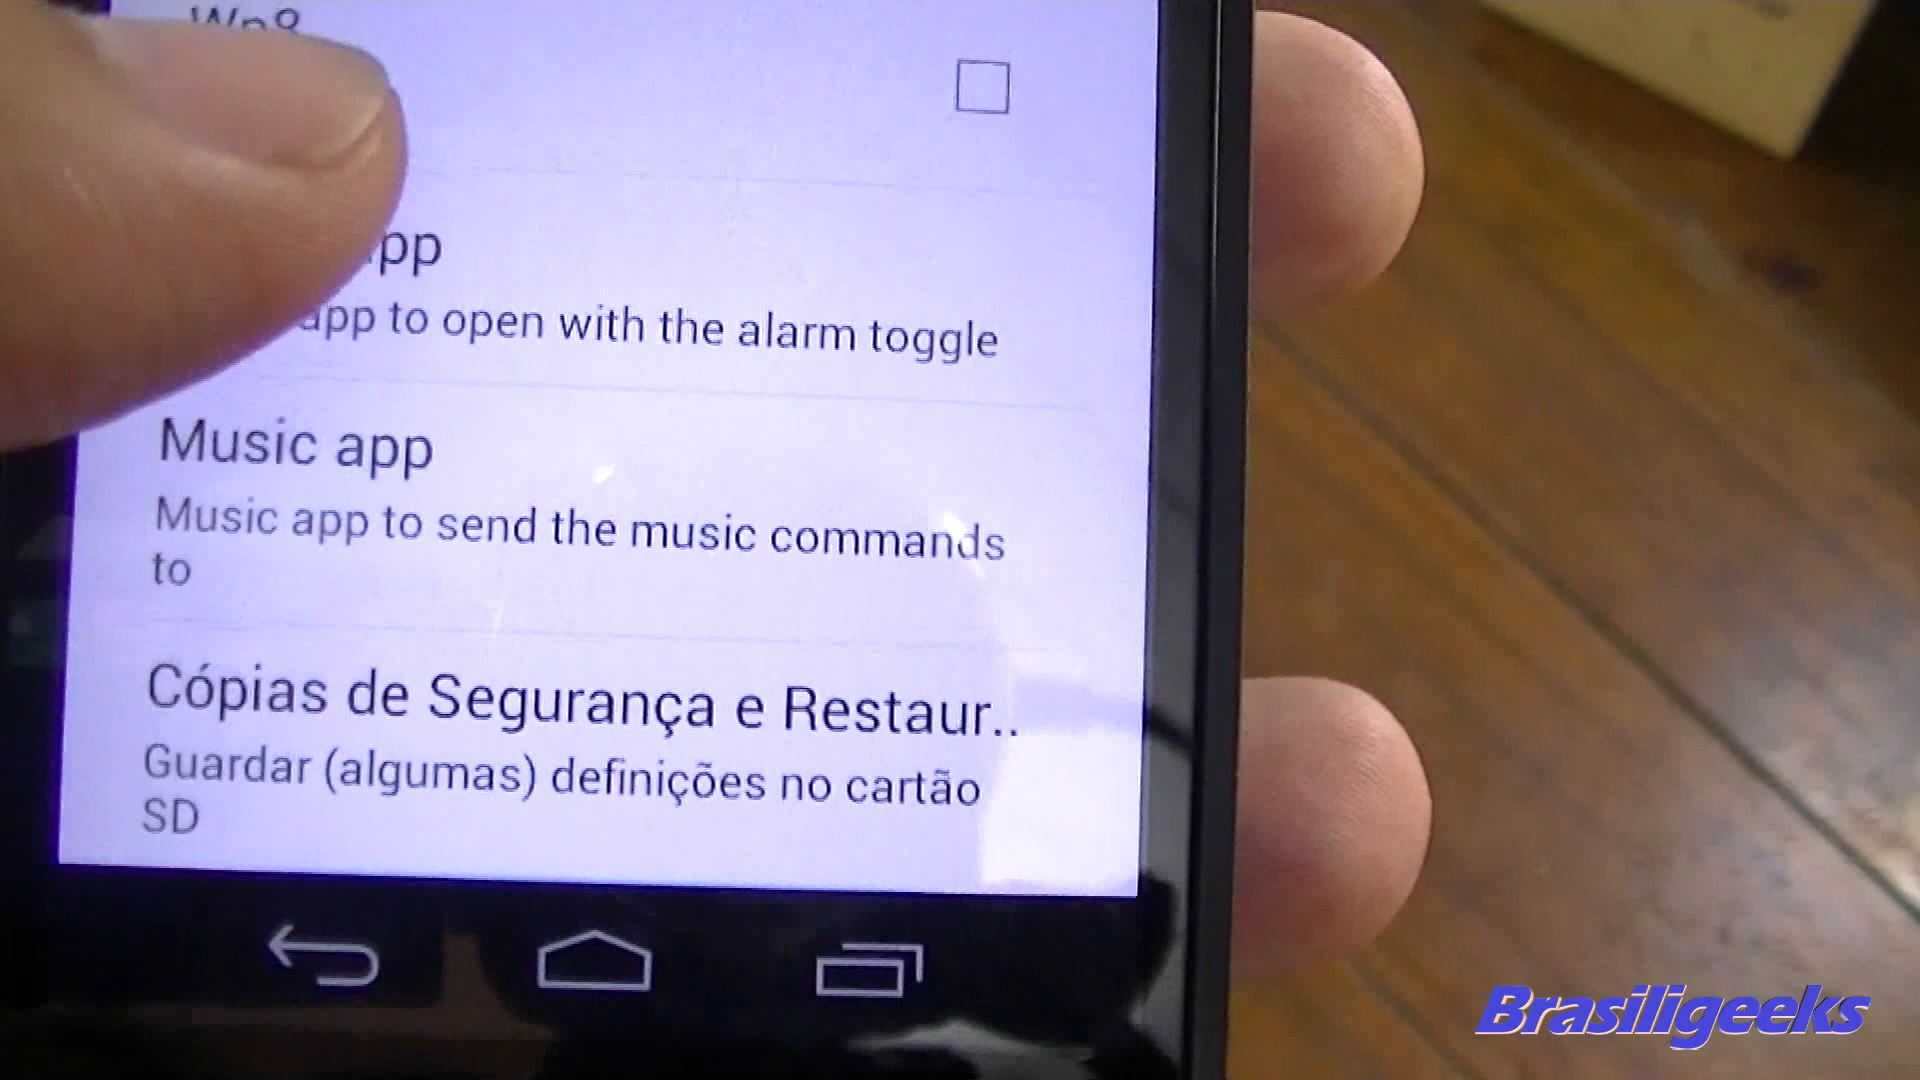 app
app to open with the alarm toggle
Music app
Music app to send the music commands
to
Cópias de Segurança e Restaur..
Guardar (algumas) definições no cartão
SD
Brasiligeeks